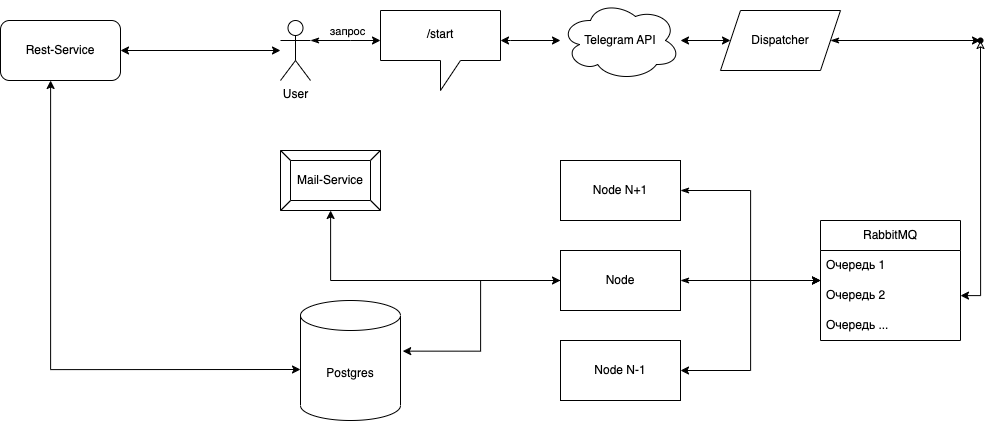 Rest-Service
запрос
/start
Telegram API
Dispatcher
User
Mail-Service
Node N+1
RabbitMQ
Очередь 1
Node
Очередь 2
Очередь ...
Postgres
Node N-1